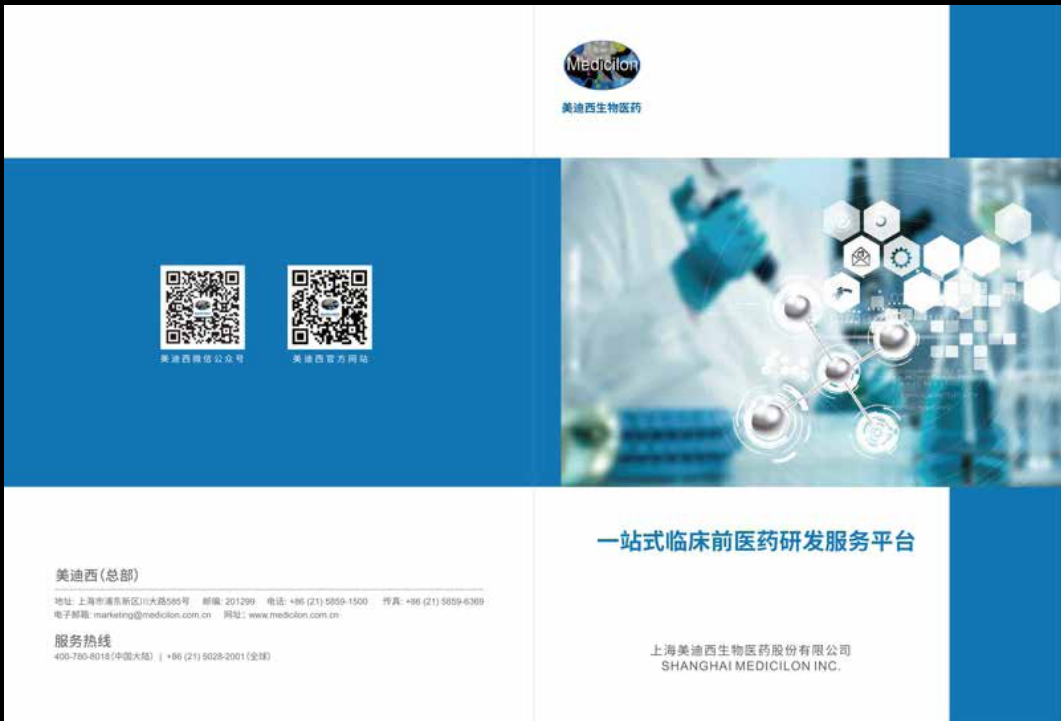 Medicilon
美迪西生物医药
美迪西微信公众号
美迪西官方网站
一站式临床前医药研发服务平台
美迪西(总部)
地址: 上海市浦东新区川大路585号 邮编: 201299 电话: +86 (21) 5859-1500 传真: +86 (21) 5859-6369
电子邮箱: marketing@medicilon.com.cn 网址: www.medicilon.com.cn
服务热线
400-780-8018(中国大陆) | +86 (21) 5028-2001(全球)
上海美迪西生物医药股份有限公司
SHANGHAI MEDICILON INC.